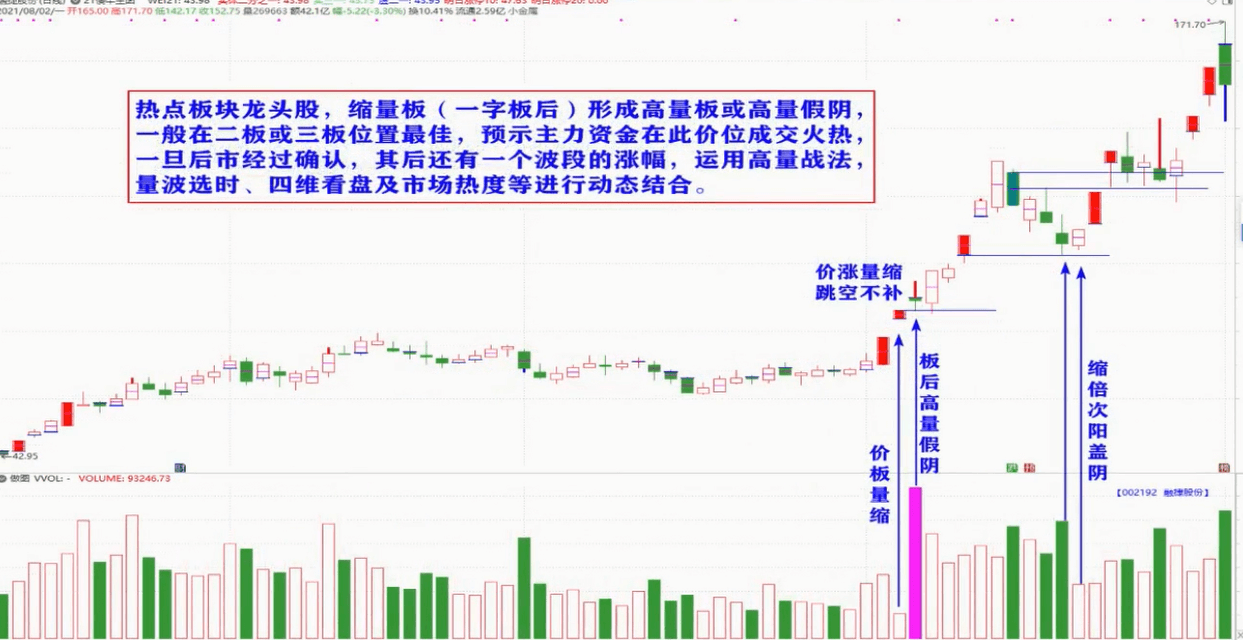 2021/08/02/一 开165.00 高171.70 低142.17 收152.75 量269663 额42.1亿 幅-5.22(-3.30%) 换10.41% 流通2.59亿 小金属
171.70
热点板块龙头股，缩量板（一字板后）形成高量板或高量假阴，
一般在二板或三板位置最佳，预示主力资金在此价位成交火热，
一旦后市经过确认，其后还有一个波段的涨幅，运用高量战法，
量波选时、四维看盘及市场热度等进行动态结合。
价涨量缩
跳空不补
板后高量假阴
缩倍次阳盖阴
价板量缩
42.95
VVOL: - VOLUME: 93246.73
【002192 融捷股份】